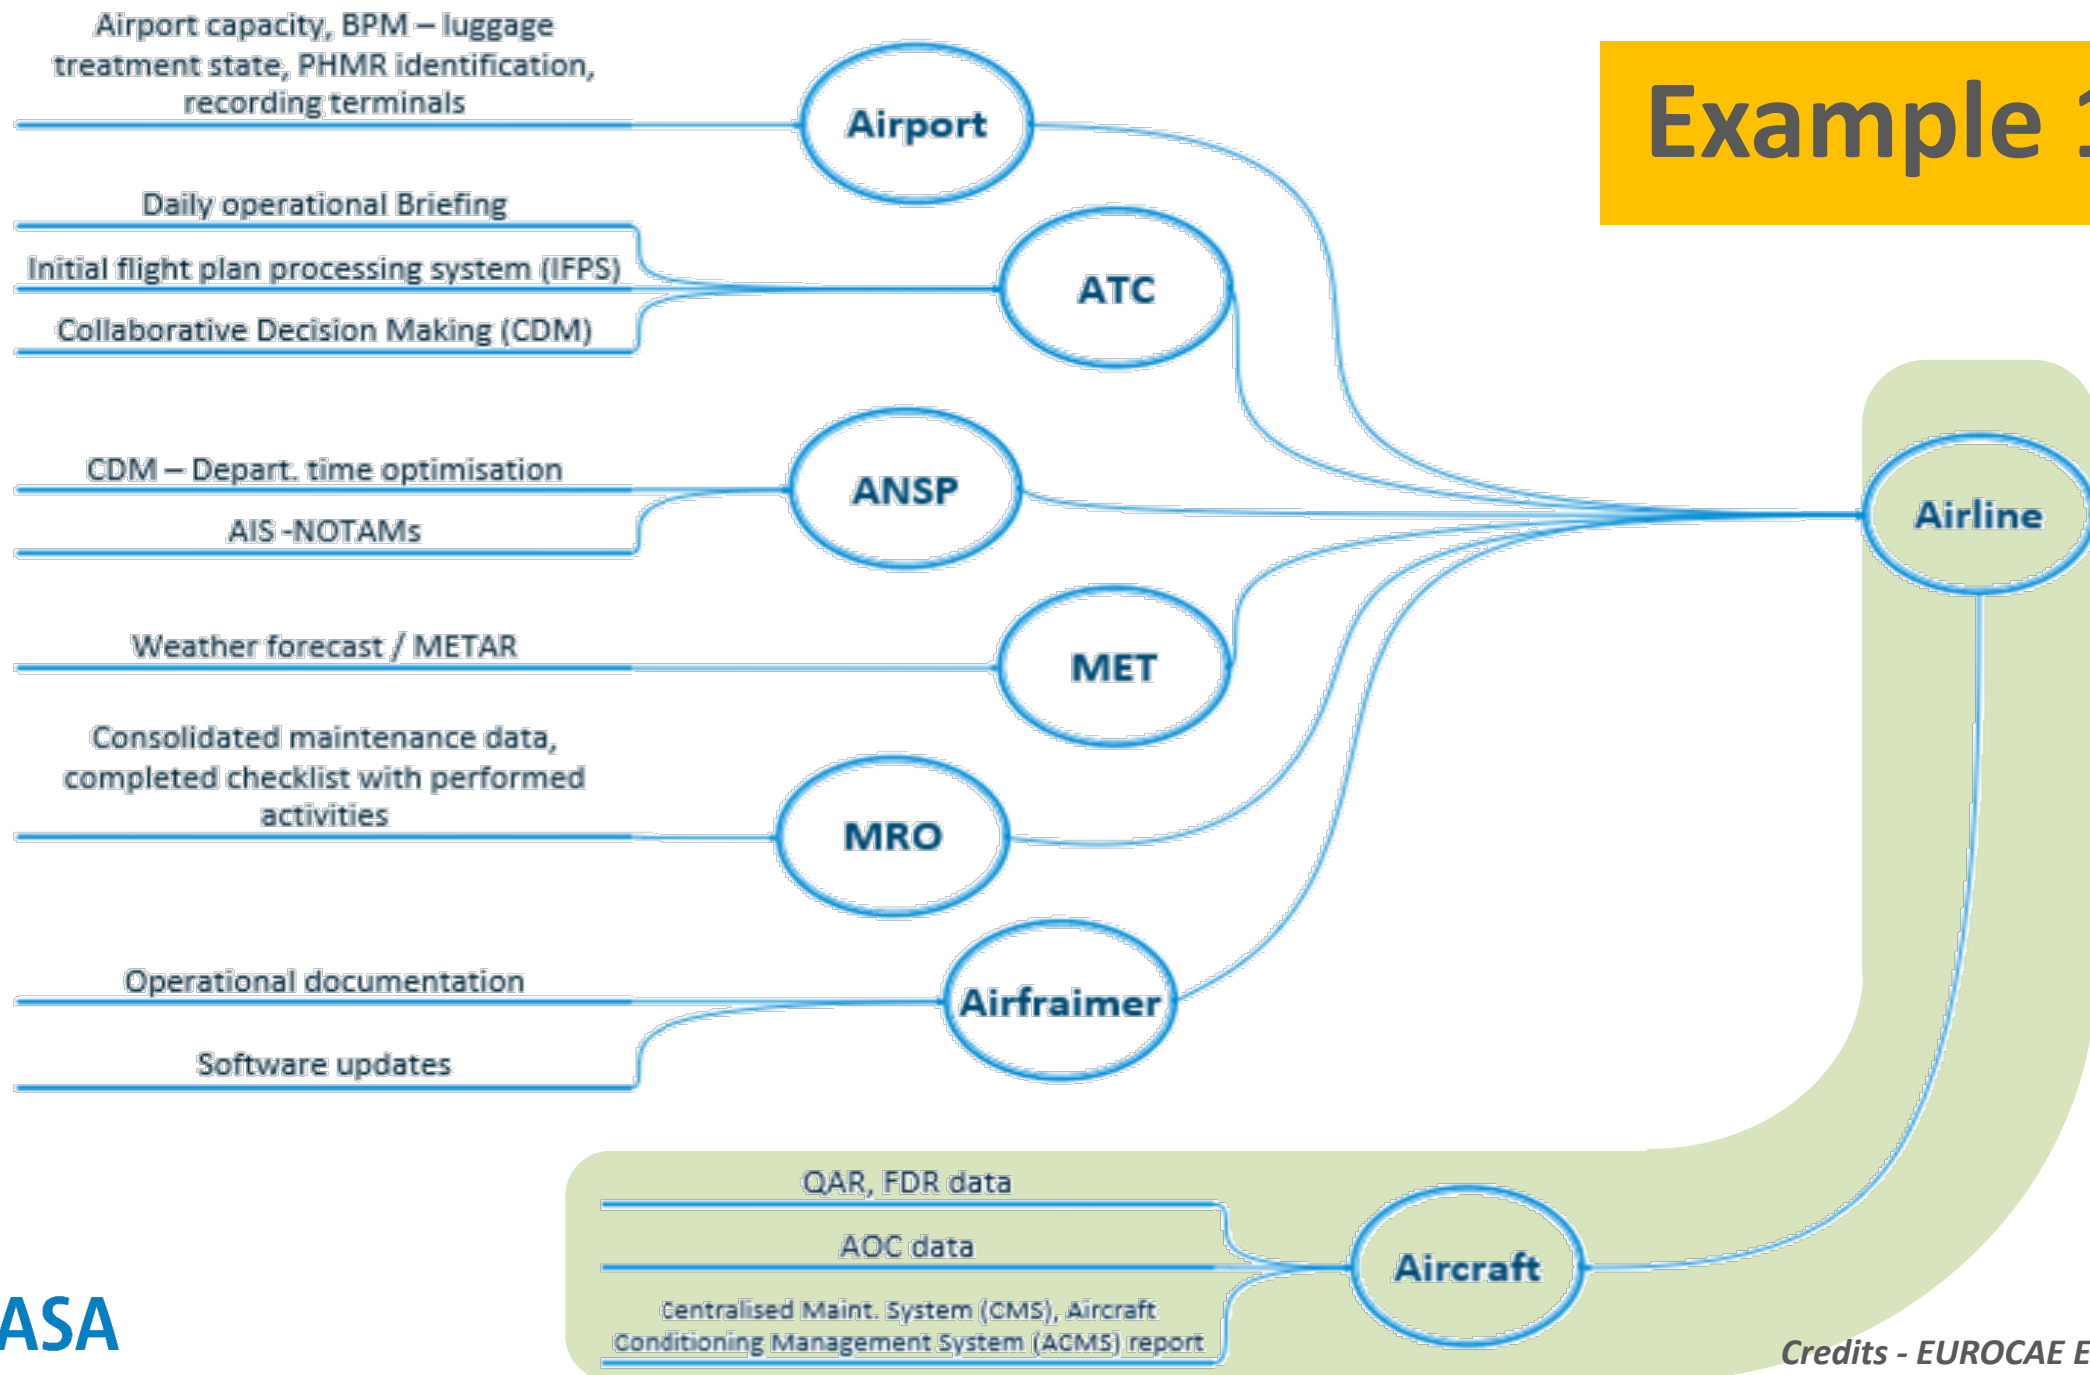 Airport capacity, BPM – luggage
treatment state, PHMR identification,
recording terminals
Airport
Example 1
Daily operational Briefing
Initial flight plan processing system (IFPS)
Collaborative Decision Making (CDM)
ATC
CDM – Depart. time optimisation
AIS -NOTAMs
ANSP
Airline
Weather forecast / METAR
MET
Consolidated maintenance data,
completed checklist with performed
activities
MRO
Operational documentation
Software updates
Airfraimer
QAR, FDR data
AOC data
Centralised Maint. System (CMS), Aircraft
Conditioning Management System (ACMS) report
Aircraft
ASA
Credits - EUROCAE E